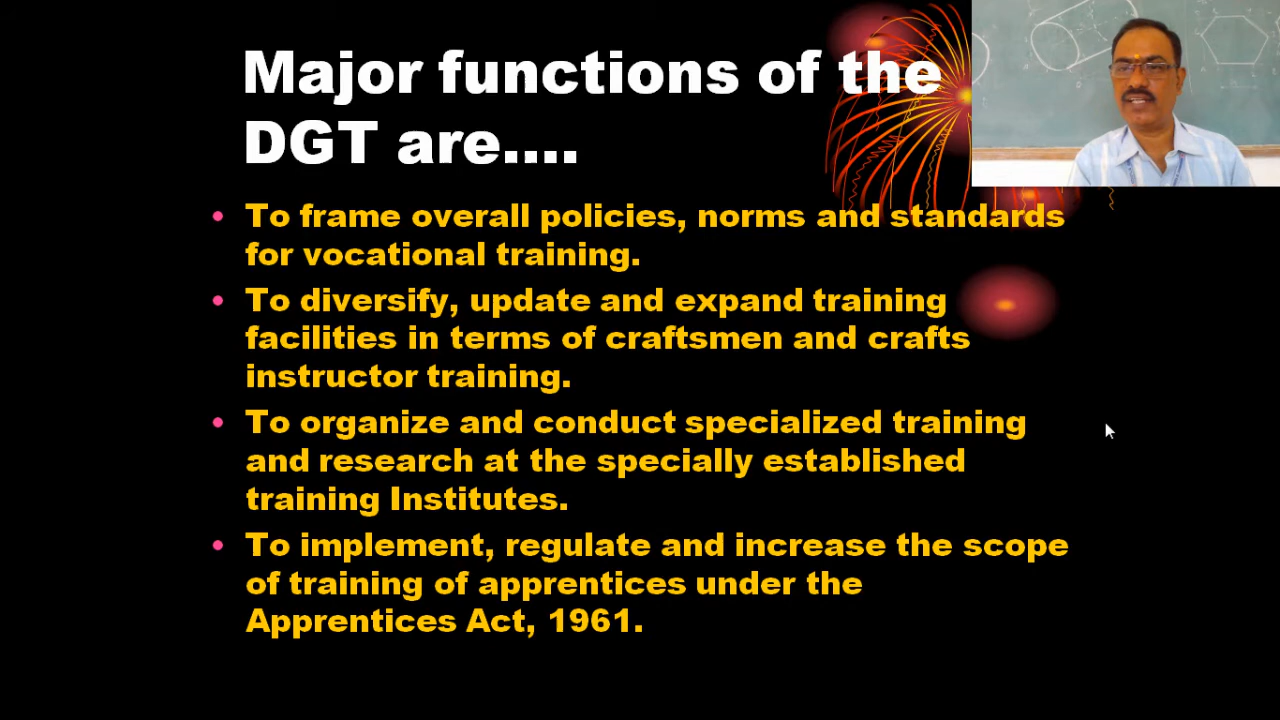 Major functions of the
DGT are....
• To frame overall policies, norms and standards
for vocational training.
• To diversify, update and expand training
facilities in terms of craftsmen and crafts
instructor training.
• To organize and conduct specialized training
and research at the specially established
training Institutes.
• To implement, regulate and increase the scope
of training of apprentices under the
Apprentices Act, 1961.